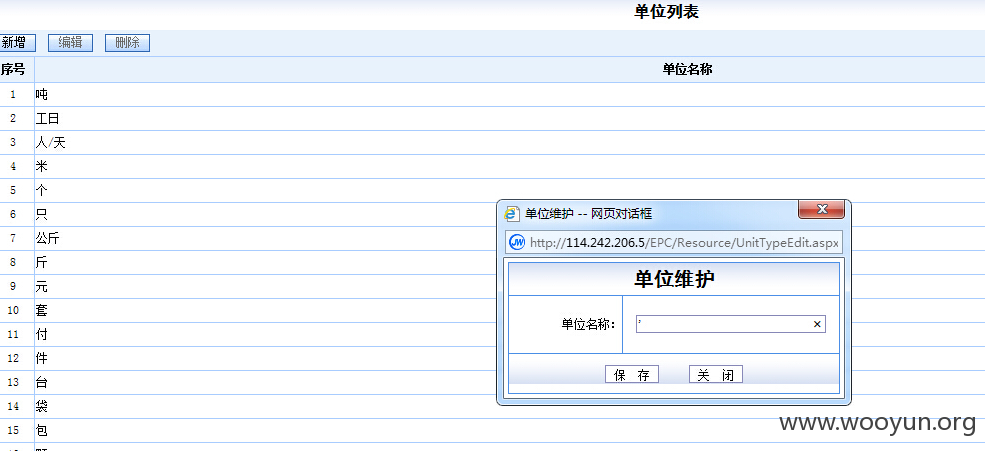 单位列表
新增 编辑 删除
序号 单位名称
1 吨
2 工日
3 人/天
4 米
5 个
6 只
7 公斤
8 斤
9 元
10 套
11 付
12 件
13 台
14 袋
15 包
单位维护 -- 网页对话框
http://114.242.206.5/EPC/Resource/UnitTypeEdit.aspx
单位维护
单位名称: '
保 存 关 闭
www.wooyun.org